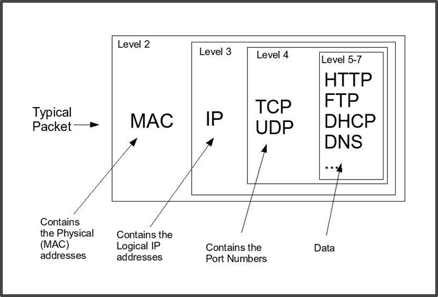 Level 2
Level 3
Level 4
Level 5-7
Typical
Packet
MAC
IP
TCP
UDP
HTTP
FTP
DHCP
DNS
...
Contains
the Physical
(MAC)
addresses
Contains the
Logical IP
addresses
Contains the
Port Numbers
Data